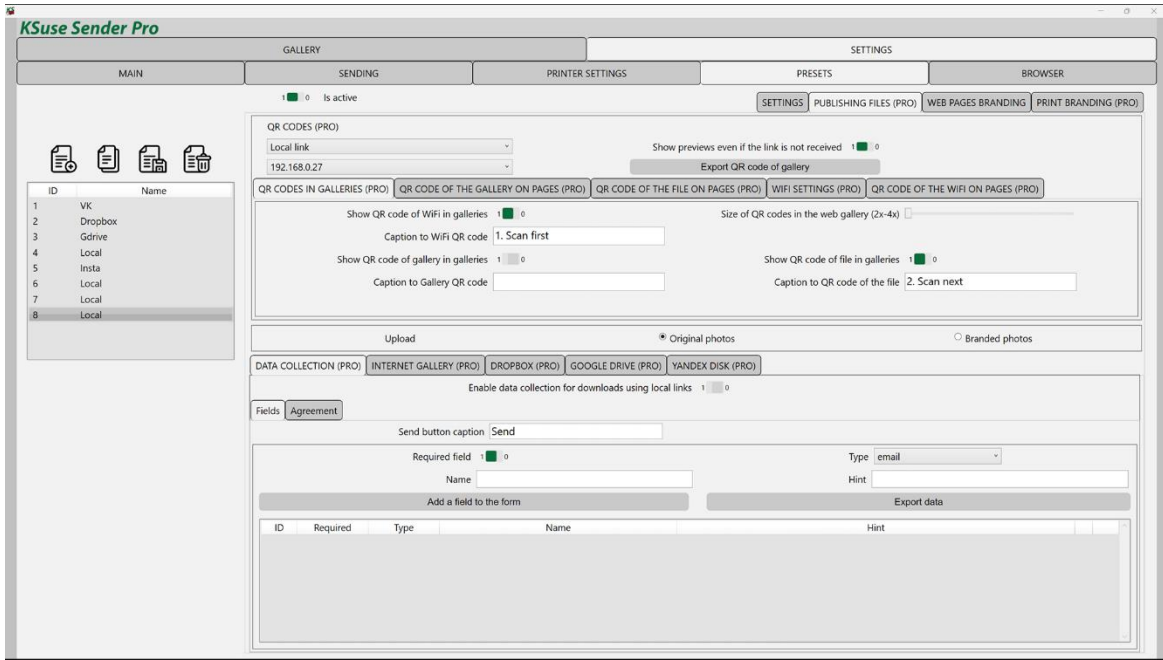 KSuse Sender Pro
GALLERY SETTINGS
MAIN SENDING PRINTER SETTINGS PRESETS BROWSER
1 0 Is active
SETTINGS PUBLISHING FILES (PRO) WEB PAGES BRANDING PRINT BRANDING (PRO)
QR CODES (PRO)
Local link Show previews even if the link is not received 1 0
192.168.0.27 Export QR code of gallery
ID Name
1 VK
2 Dropbox
3 Gdrive
4 Local
5 Insta
6 Local
7 Local
8 Local
QR CODES IN GALLERIES (PRO) QR CODE OF THE GALLERY ON PAGES (PRO) QR CODE OF THE FILE ON PAGES (PRO) WIFI SETTINGS (PRO) QR CODE OF THE WIFI ON PAGES (PRO)
Show QR code of WiFi in galleries 1 0 Size of QR codes in the web gallery (2x-4x)
Caption to WiFi QR code 1. Scan first
Show QR code of gallery in galleries 1 0 Show QR code of file in galleries 1 0
Caption to Gallery QR code Caption to QR code of the file 2. Scan next
Upload Original photos Branded photos
DATA COLLECTION (PRO) INTERNET GALLERY (PRO) DROPBOX (PRO) GOOGLE DRIVE (PRO) YANDEX DISK (PRO)
Enable data collection for downloads using local links 1 0
Fields Agreement
Send button caption Send
Required field 1 0 Type email
Name Hint
Add a field to the form Export data
ID Required Type Name Hint